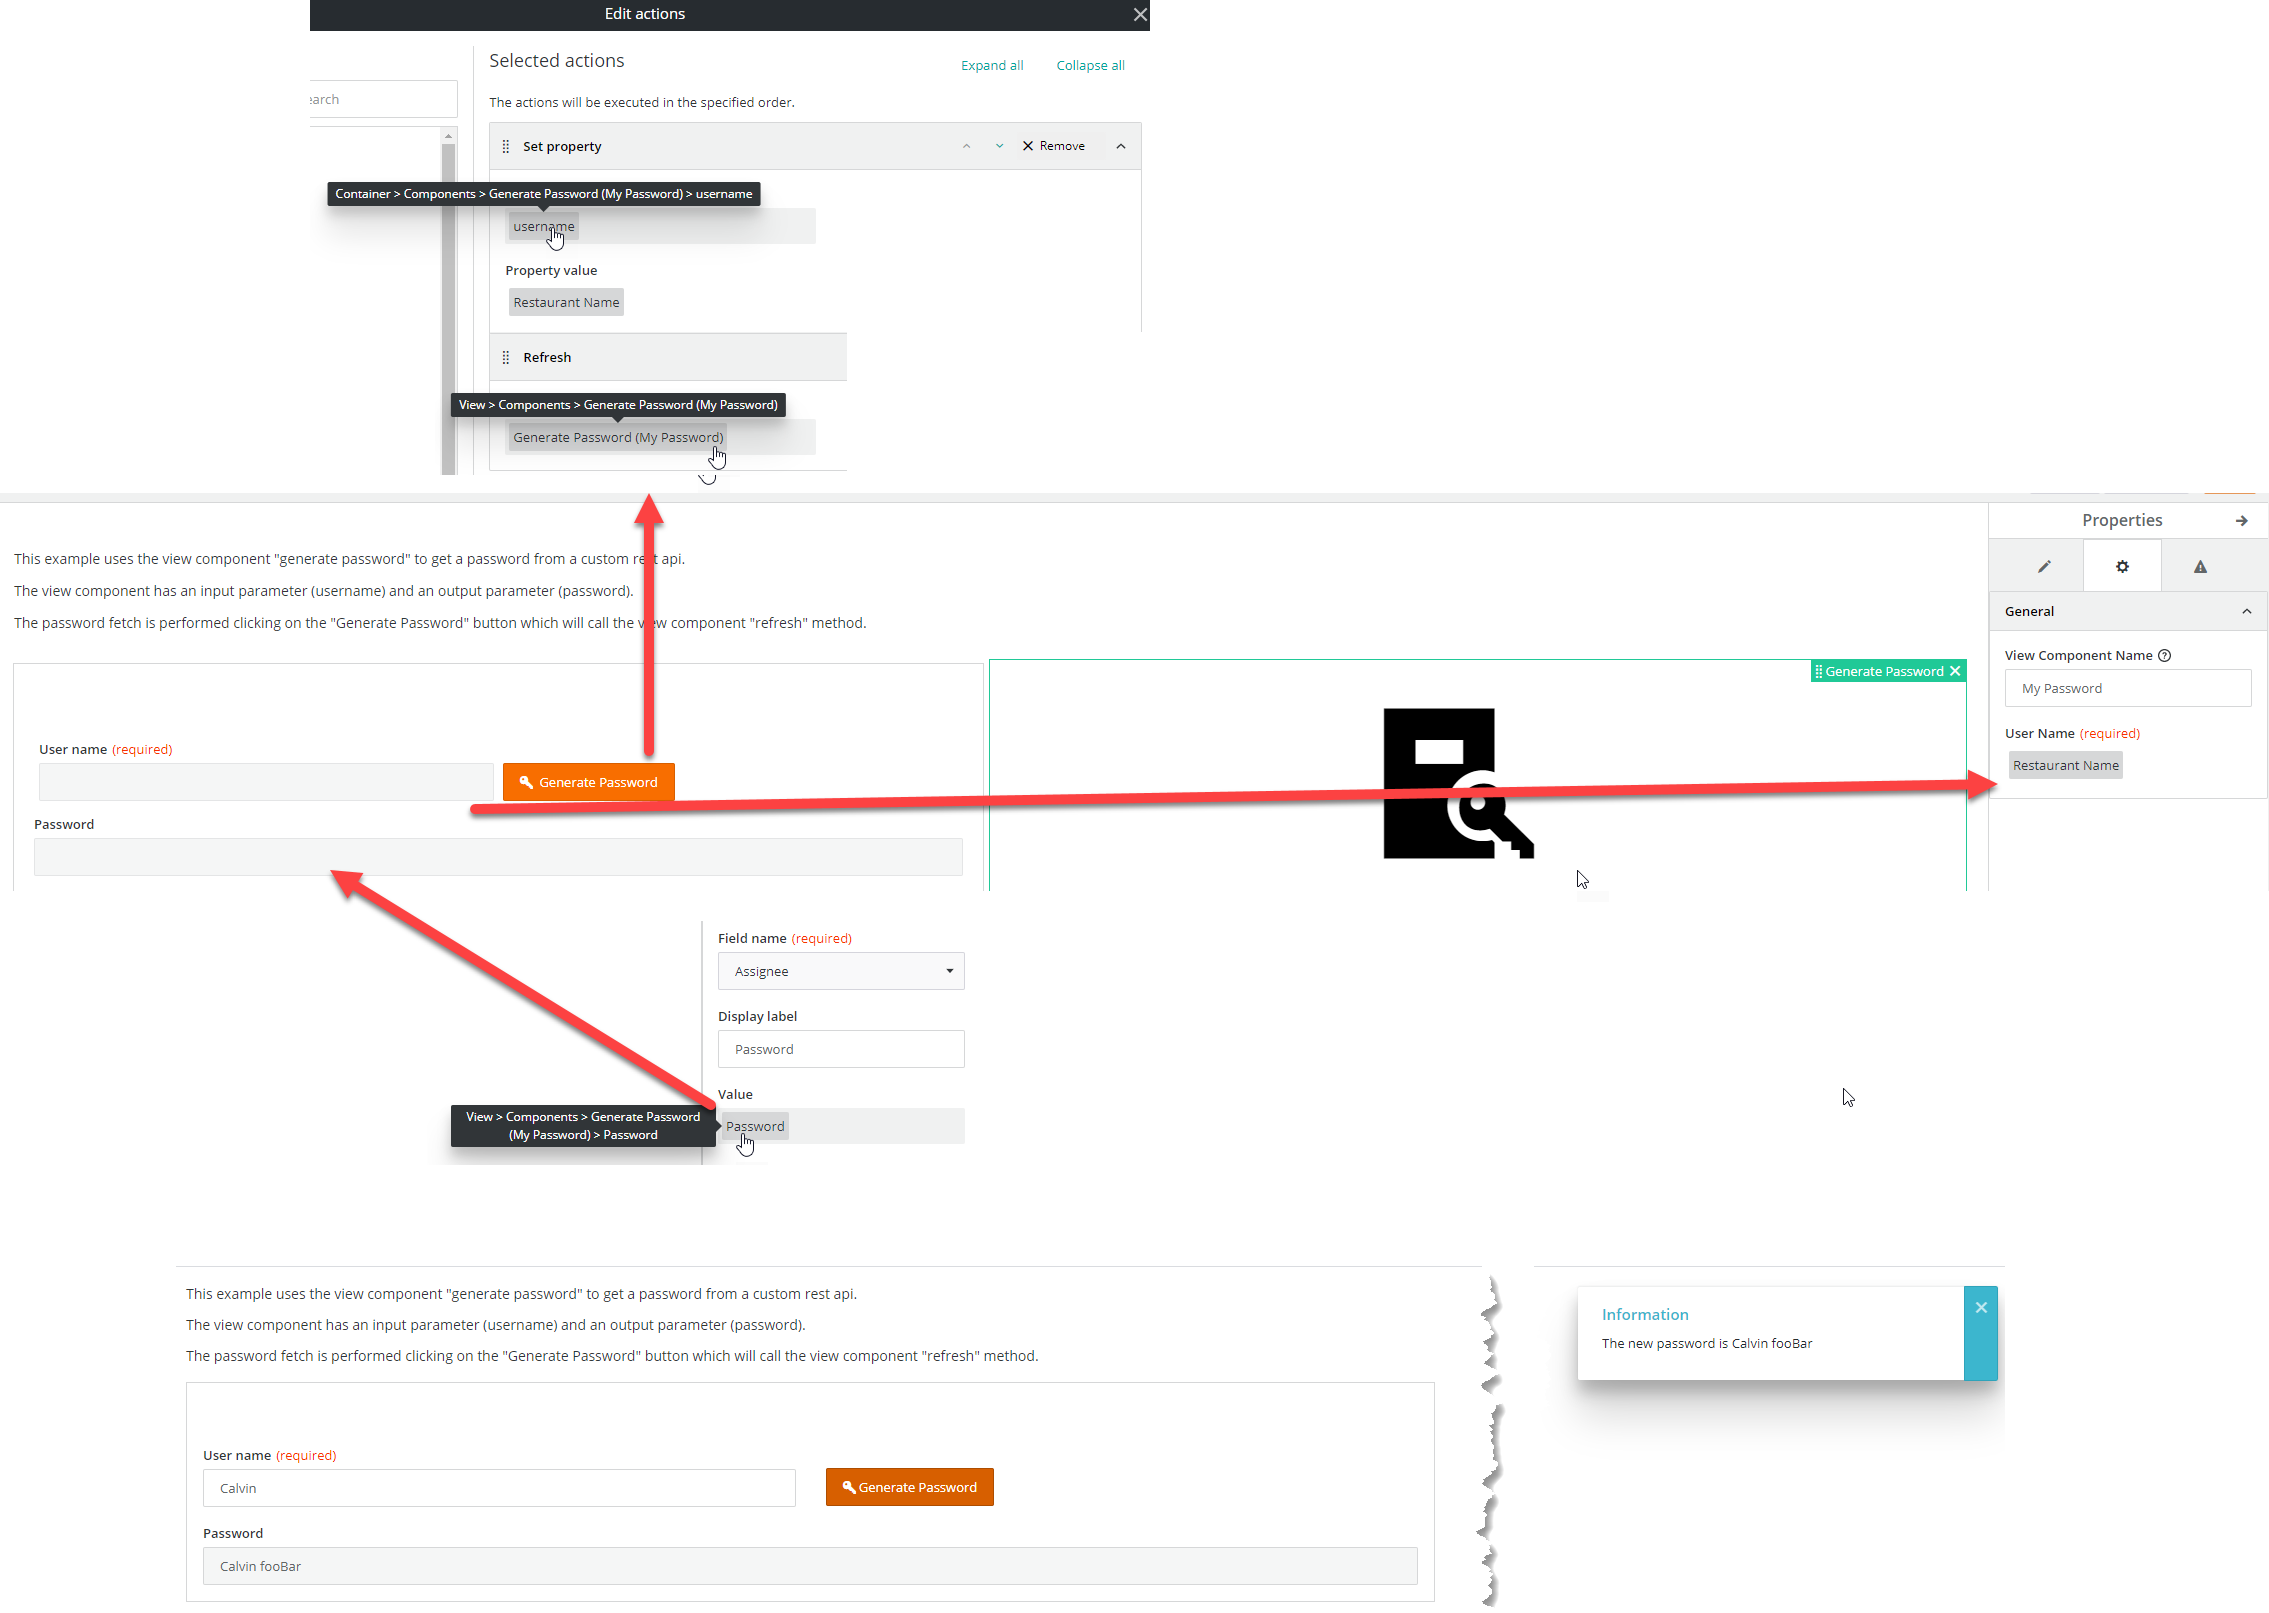 Edit actions
Selected actions
Expand all
Collapse all
earch
The actions will be executed in the specified order.
Set property
Remove
Container > Components > Generate Password (My Password) > username
username
Property value
Restaurant Name
Refresh
View > Components > Generate Password (My Password)
Generate Password (My Password)
Properties
This example uses the view component "generate password" to get a password from a custom rest api.
The view component has an input parameter (username) and an output parameter (password).
The password fetch is performed clicking on the "Generate Password" button which will call the view component "refresh" method.
General
View Component Name
My Password
User Name (required)
Restaurant Name
Generate Password
User name (required)
Generate Password
Password
Field name (required)
Assignee
Display label
Password
Value
View > Components > Generate Password
(My Password) > Password
Password
This example uses the view component "generate password" to get a password from a custom rest api.
The view component has an input parameter (username) and an output parameter (password).
The password fetch is performed clicking on the "Generate Password" button which will call the view component "refresh" method.
Information
The new password is Calvin fooBar
User name (required)
Calvin
Generate Password
Password
Calvin fooBar